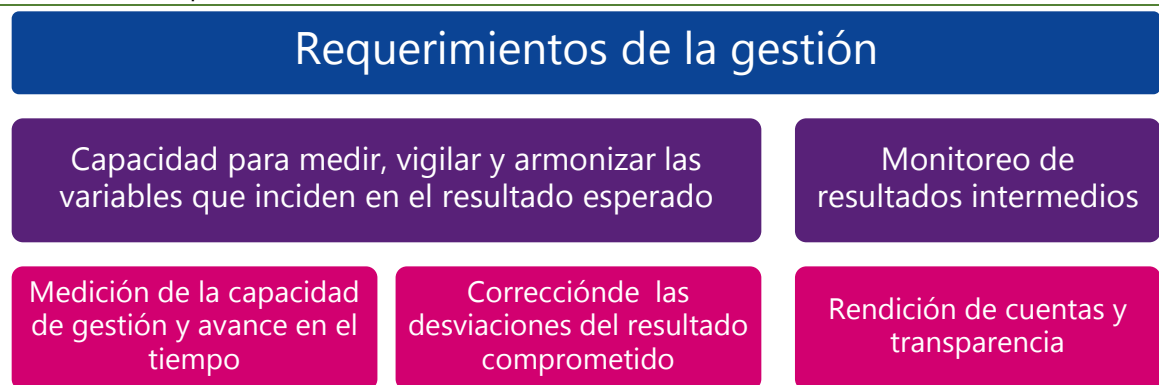 Requerimientos de la gestión
Capacidad para medir, vigilar y armonizar las
variables que inciden en el resultado esperado
Monitoreo de
resultados intermedios
Medición de la capacidad
de gestión y avance en el
tiempo
Correcciónde las
desviaciones del resultado
comprometido
Rendición de cuentas y
transparencia